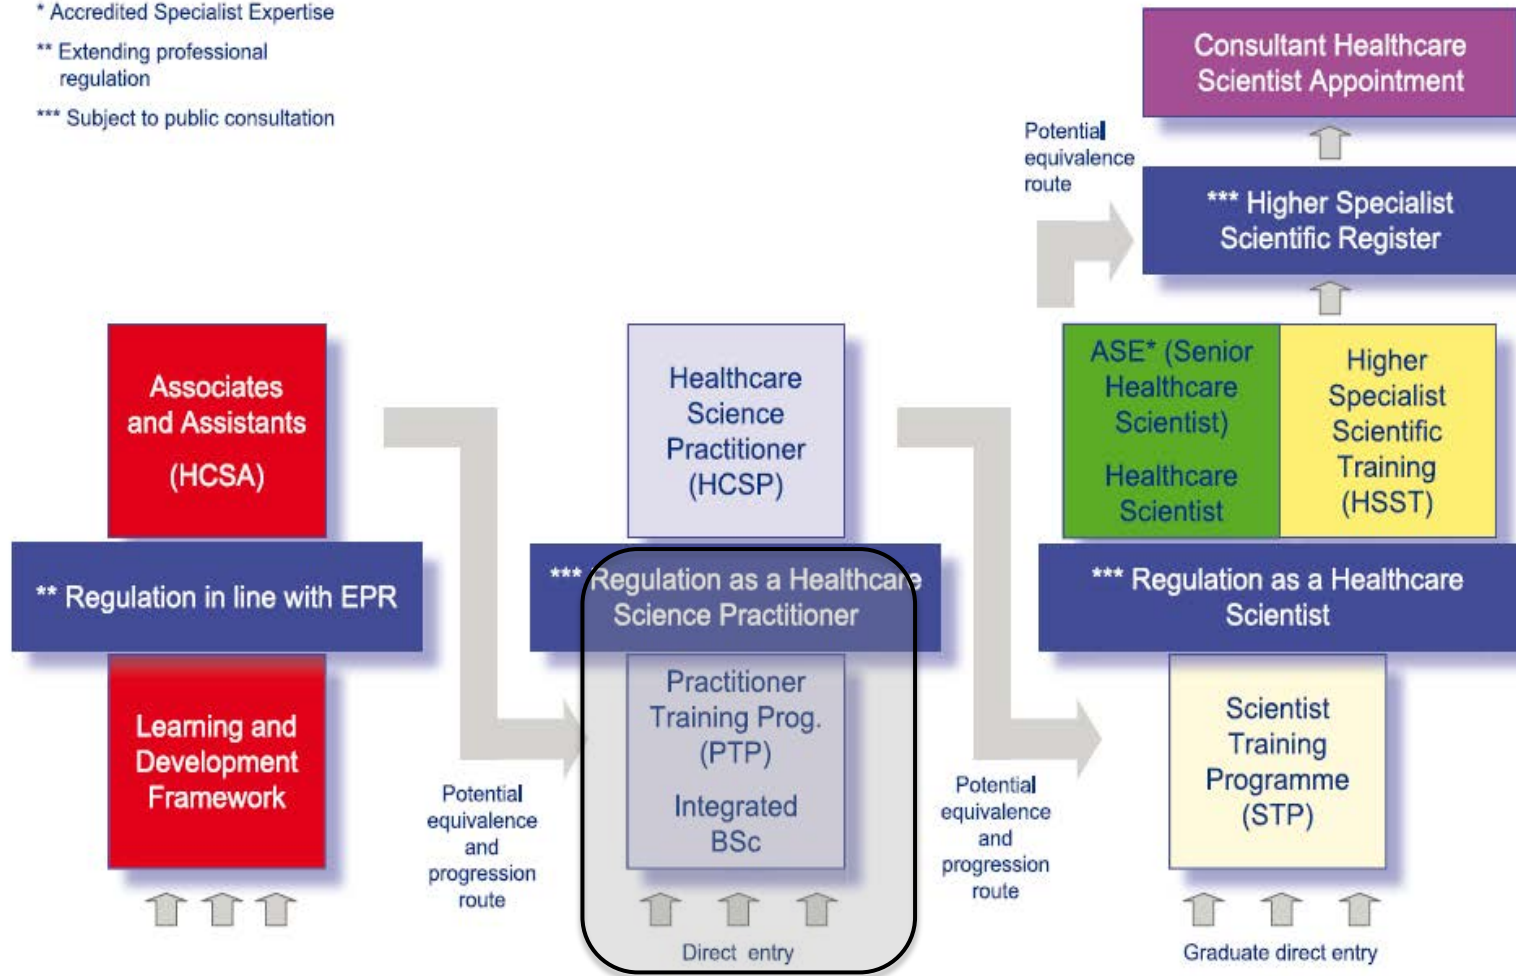 * Accredited Specialist Expertise
** Extending professional
regulation
*** Subject to public consultation
Consultant Healthcare
Scientist Appointment
Potential
equivalence
route
*** Higher Specialist
Scientific Register
Associates
and Assistants
(HCSA)
Healthcare
Science
Practitioner
(HCSP)
ASE* (Senior
Healthcare
Scientist)
Healthcare
Scientist
Higher
Specialist
Scientific
Training
(HSST)
** Regulation in line with EPR
*** Regulation as a Healthcare
Science Practitioner
*** Regulation as a Healthcare
Scientist
Learning and
Development
Framework
Potential
equivalence
and
progression
route
Practitioner
Training Prog.
(PTP)
Integrated
BSc
Potential
equivalence
and
progression
route
Scientist
Training
Programme
(STP)
Direct entry
Graduate direct entry